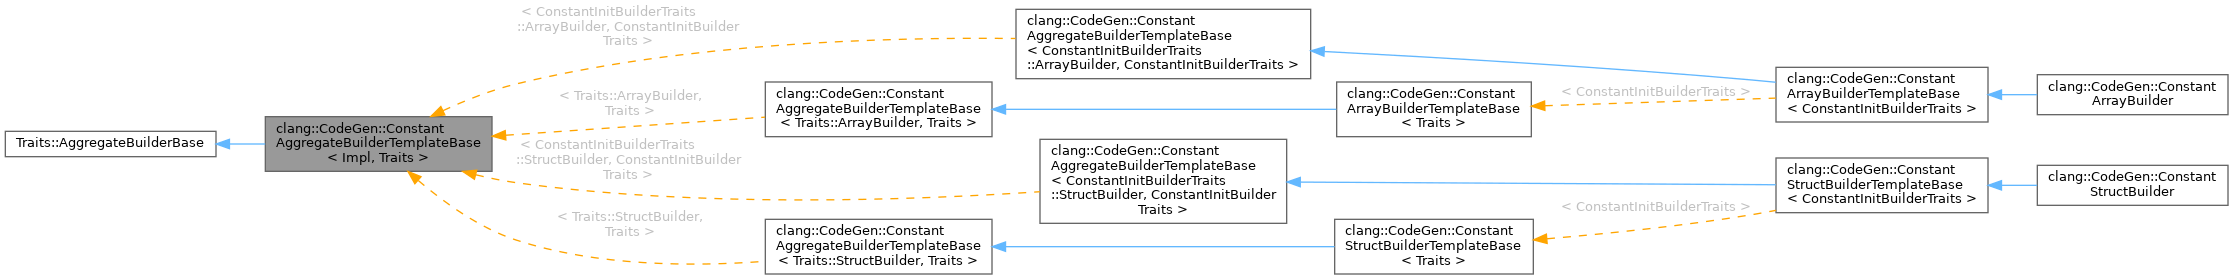 Traits::AggregateBuilderBase
clang::CodeGen::Constant
AggregateBuilderTemplateBase
< Impl, Traits >
< ConstantInitBuilderTraits
::ArrayBuilder, ConstantInitBuilder
Traits >
< Traits::ArrayBuilder,
Traits >
< ConstantInitBuilderTraits
::StructBuilder, ConstantInitBuilder
Traits >
< Traits::StructBuilder,
Traits >
clang::CodeGen::Constant
AggregateBuilderTemplateBase
< ConstantInitBuilderTraits
::ArrayBuilder, ConstantInitBuilderTraits >
clang::CodeGen::Constant
AggregateBuilderTemplateBase
< Traits::ArrayBuilder, Traits >
clang::CodeGen::Constant
AggregateBuilderTemplateBase
< ConstantInitBuilderTraits
::StructBuilder, ConstantInitBuilder
Traits >
clang::CodeGen::Constant
AggregateBuilderTemplateBase
< Traits::StructBuilder, Traits >
clang::CodeGen::Constant
ArrayBuilderTemplateBase
< Traits >
clang::CodeGen::Constant
StructBuilderTemplateBase
< Traits >
< ConstantInitBuilderTraits >
< ConstantInitBuilderTraits >
clang::CodeGen::Constant
ArrayBuilderTemplateBase
< ConstantInitBuilderTraits >
clang::CodeGen::Constant
StructBuilderTemplateBase
< ConstantInitBuilderTraits >
clang::CodeGen::Constant
ArrayBuilder
clang::CodeGen::Constant
StructBuilder